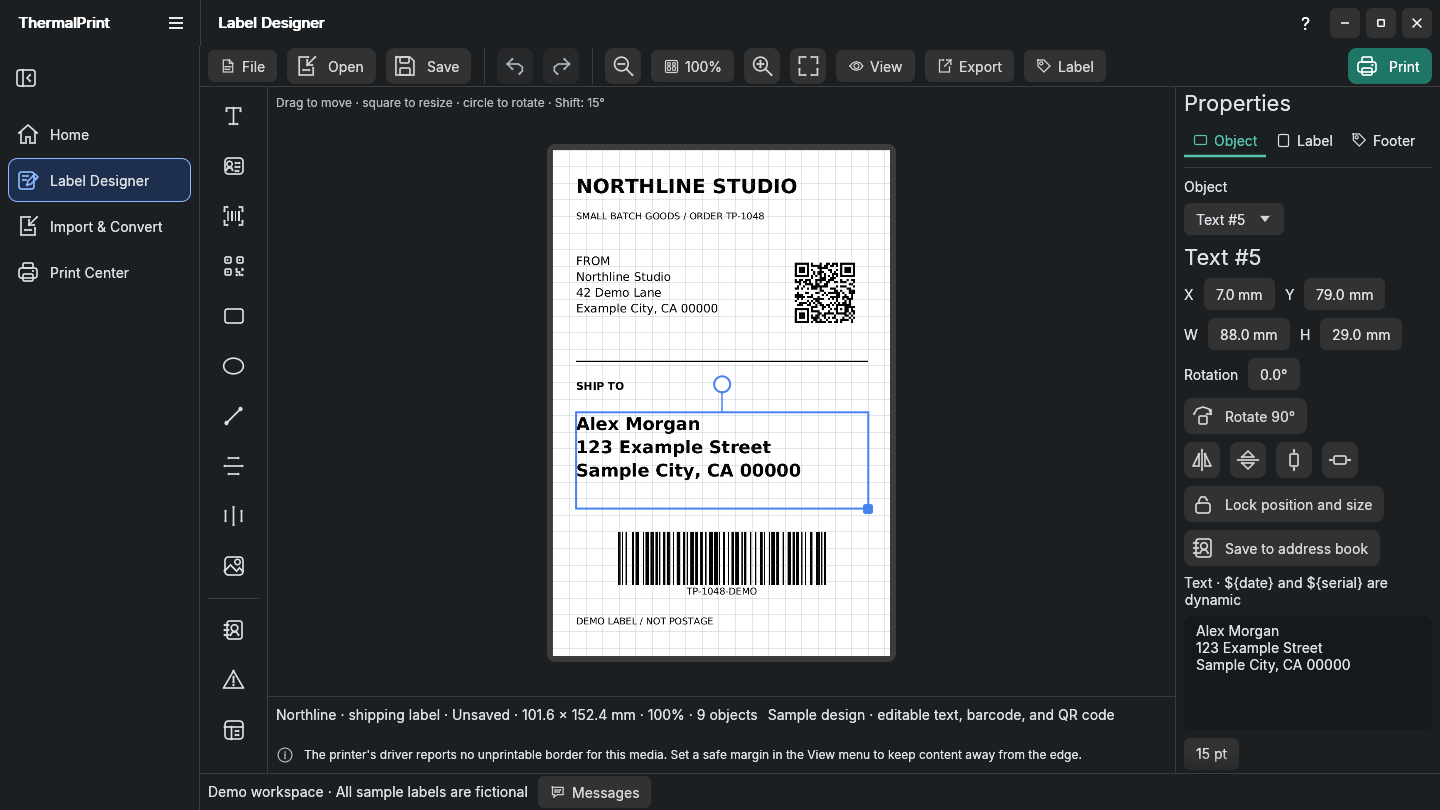 ThermalPrint
Label Designer
?
File
Open
Save
100%
View
Export
Label
Print
Home
Label Designer
Import & Convert
Print Center
Drag to move · square to resize · circle to rotate · Shift: 15°
NORTHLINE STUDIO
SMALL BATCH GOODS / ORDER TP-1048
FROM
Northline Studio
42 Demo Lane
Example City, CA 00000
SHIP TO
Alex Morgan
123 Example Street
Sample City, CA 00000
TP-1048-DEMO
DEMO LABEL / NOT POSTAGE
Properties
Object
Label
Footer
Object
Text #5
Text #5
X 7.0 mm Y 79.0 mm
W 88.0 mm H 29.0 mm
Rotation 0.0°
Rotate 90°
Lock position and size
Save to address book
Text · ${date} and ${serial} are
dynamic
Alex Morgan
123 Example Street
Sample City, CA 00000
15 pt
Northline · shipping label · Unsaved · 101.6 × 152.4 mm · 100% · 9 objects Sample design · editable text, barcode, and QR code
The printer's driver reports no unprintable border for this media. Set a safe margin in the View menu to keep content away from the edge.
Demo workspace · All sample labels are fictional
Messages